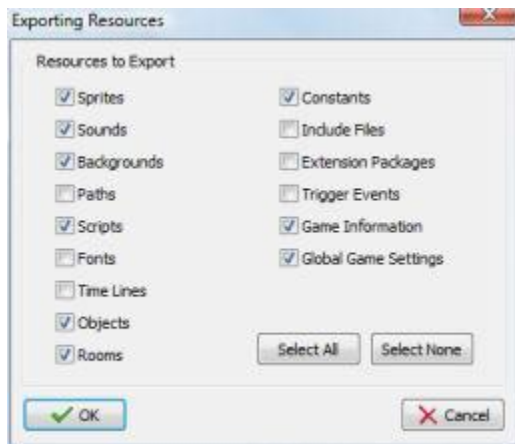 Exporting Resources
Resources to Export
Sprites
Sounds
Backgrounds
Paths
Scripts
Fonts
Time Lines
Objects
Rooms
Constants
Include Files
Extension Packages
Trigger Events
Game Information
Global Game Settings
Select All
Select None
OK
Cancel